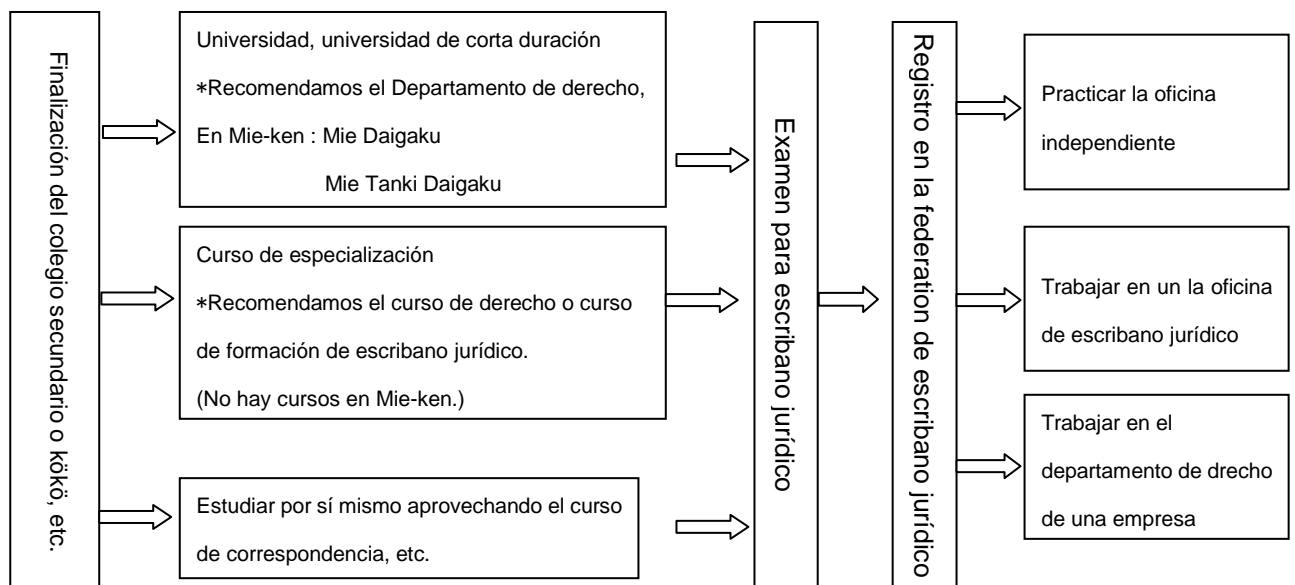 Finalización del colegio secundario o kökö, etc.
Universidad, universidad de corta duración
*Recomendamos el Departamento de derecho,
En Mie-ken : Mie Daigaku
Mie Tanki Daigaku
Curso de especialización
*Recomendamos el curso de derecho o curso
de formación de escribano jurídico.
(No hay cursos en Mie-ken.)
Estudiar por sí mismo aprovechando el curso
de correspondencia, etc.
Examen para escribano jurídico
Registro en la federation de escribano jurídico
Practicar la oficina
independiente
Trabajar en un la oficina
de escribano jurídico
Trabajar en el
departamento de drecho
de una empresa